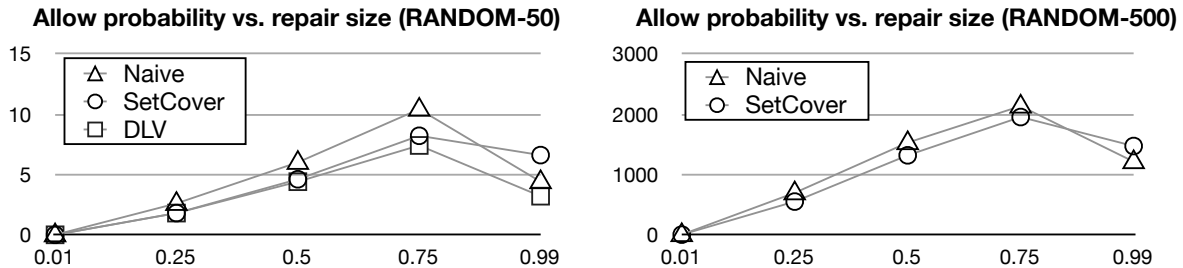 Allow probability vs. repair size (RANDOM-50)
15
10
5
0
Naive
SetCover
DLV
0.01
0.25
0.5
0.75
0.99
Allow probability vs. repair size (RANDOM-500)
3000
2000
1000
0
Naive
SetCover
0.01
0.25
0.5
0.75
0.99